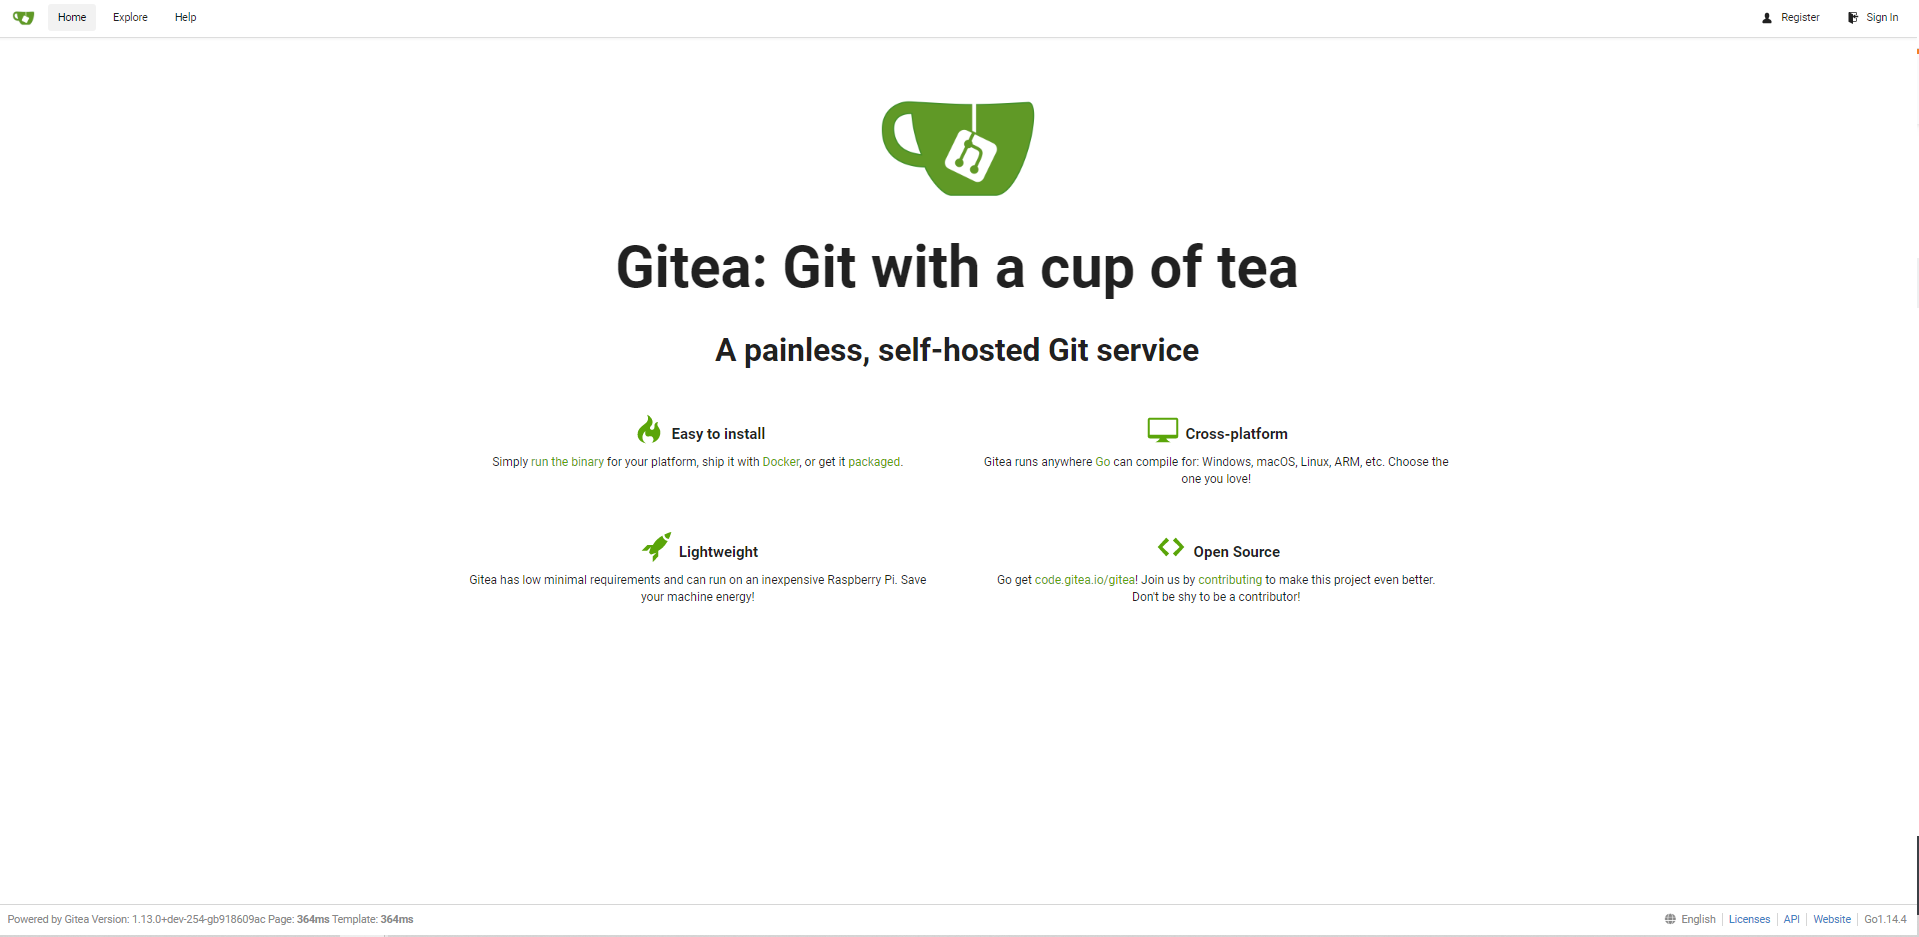 Home Explore Help Register Sign In
Gitea: Git with a cup of tea
A painless, self-hosted Git service
Easy to install
Simply run the binary for your platform, ship it with Docker, or get it packaged.
Cross-platform
Gitea runs anywhere Go can compile for: Windows, macOS, Linux, ARM, etc. Choose the
one you love!
Lightweight
Gitea has low minimal requirements and can run on an inexpensive Raspberry Pi. Save
your machine energy!
Open Source
Go get code.gitea.io/gitea! Join us by contributing to make this project even better.
Don't be shy to be a contributor!
Powered by Gitea Version: 1.13.0+dev-254-gb918609ac Page: 364ms Template: 364ms
English Licenses API Website Go1.14.4